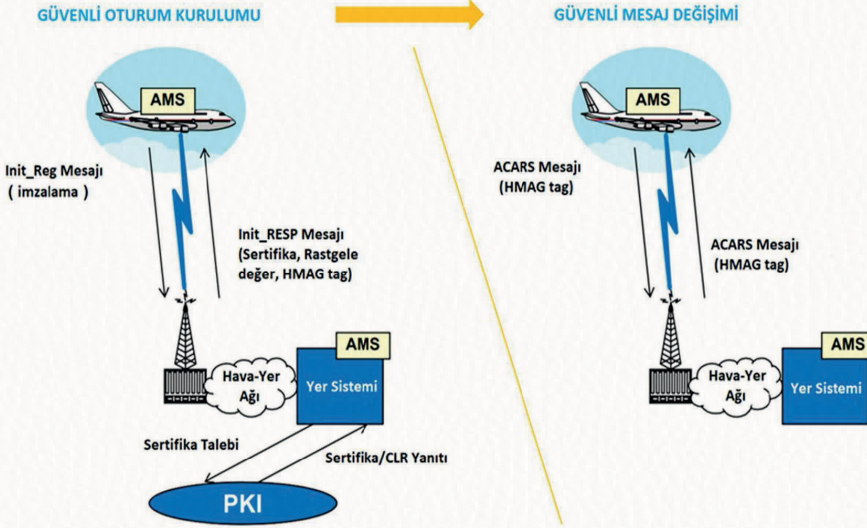 GÜVENLİ OTURUM KURULUMU
AMS
Init_Reg Mesajı
( imzalama )
Init_RESP Mesajı
(Sertifika, Rastgele
değer, HMAG tag)
AMS
Hava-Yer
Ağı
Yer Sistemi
Sertifika Talebi
Sertifika/CLR Yanıtı
PKI
GÜVENLİ MESAJ DEĞİŞİMİ
AMS
ACARS Mesajı
(HMAG tag)
ACARS Mesajı
(HMAG tag)
AMS
Hava-Yer
Ağı
Yer Sistemi